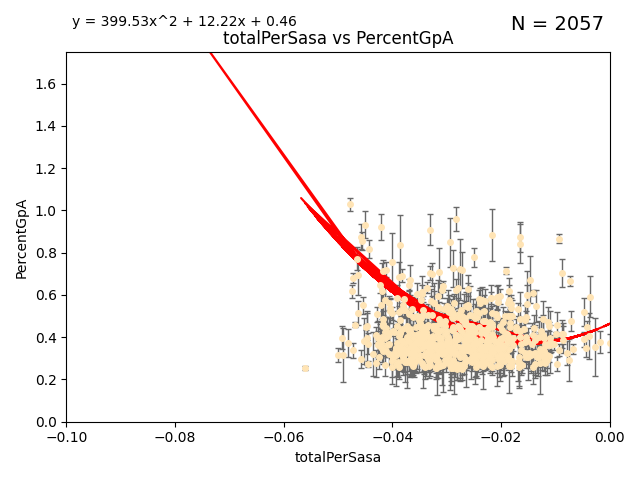 y = 399.53x^2 + 12.22x + 0.46
N = 2057
totalPerSasa vs PercentGpA
1.6
1.4
1.2
1.0
0.8
0.6
0.4
0.2
0.0
PercentGpA
−0.10 −0.08 −0.06 −0.04 −0.02 0.00
totalPerSasa